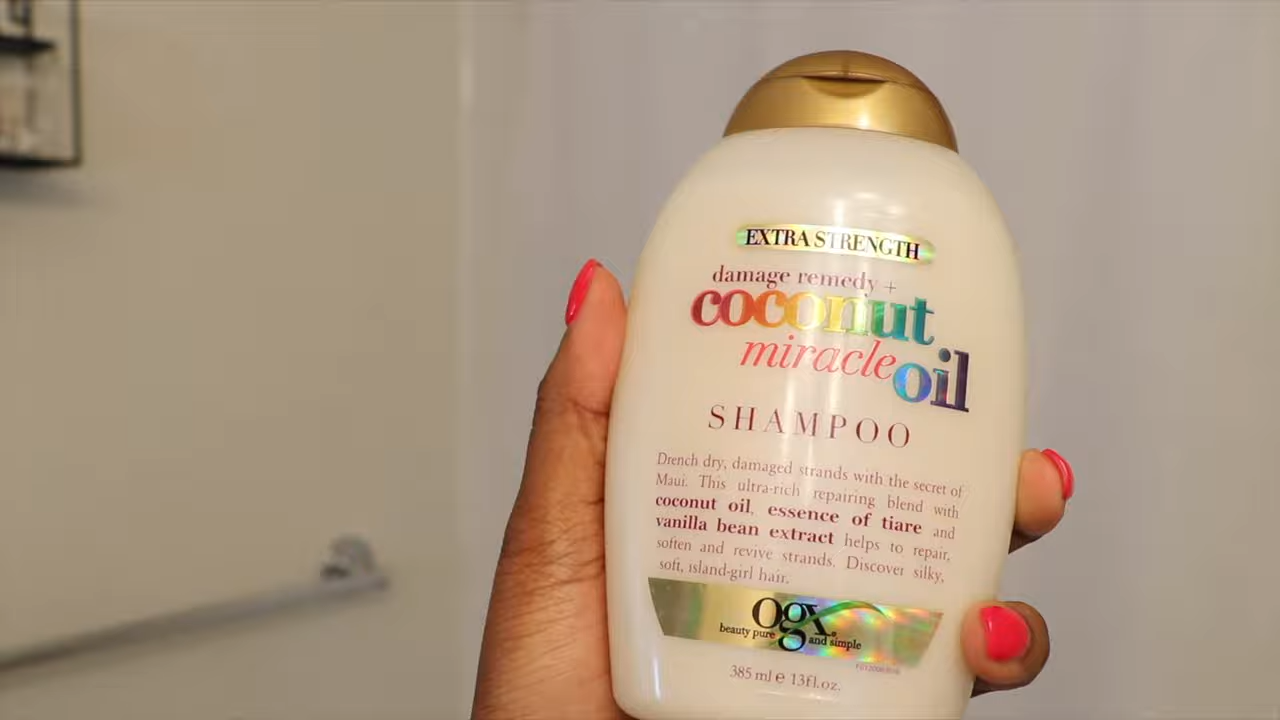 EXTRA STRENGTH
damage remedy +
coconut
miracle oil
SHAMPOO
Drench dry, damaged strands with the secret of
Maui. This ultra-rich repairing blend with
coconut oil, essence of tiare and
vanilla bean extract helps to repair,
soften and revive strands. Discover silky,
soft, island-girl hair.
ogx
beauty pure and simple
385 ml e 13fl.oz.